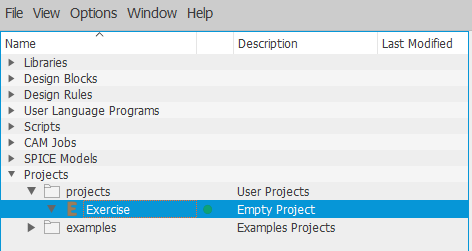 File View Options Window Help
Name Description Last Modified
Libraries
Design Blocks
Design Rules
User Language Programs
Scripts
CAM Jobs
SPICE Models
Projects
projects User Projects
E Exercise Empty Project
examples Examples Projects